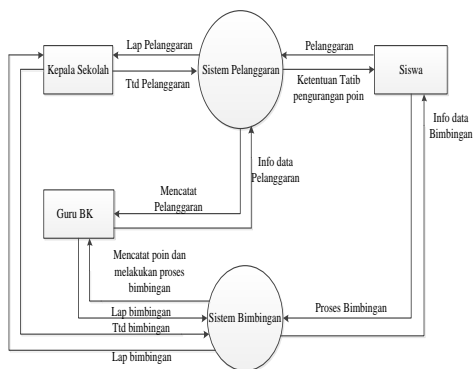 Lap Pelanggaran
Pelanggaran
Kepala Sekolah
Sistem Pelanggaran
Siswa
Ttd Pelanggaran
Ketentuan Tatib
pengurangan poin
Info data
Bimbingan
Info data
Pelanggaran
Mencatat
Pelanggaran
Guru BK
Mencatat poin dan
melakukan proses
bimbingan
Lap bimbingan
Sistem Bimbingan
Proses Bimbingan
Ttd bimbingan
Lap bimbingan